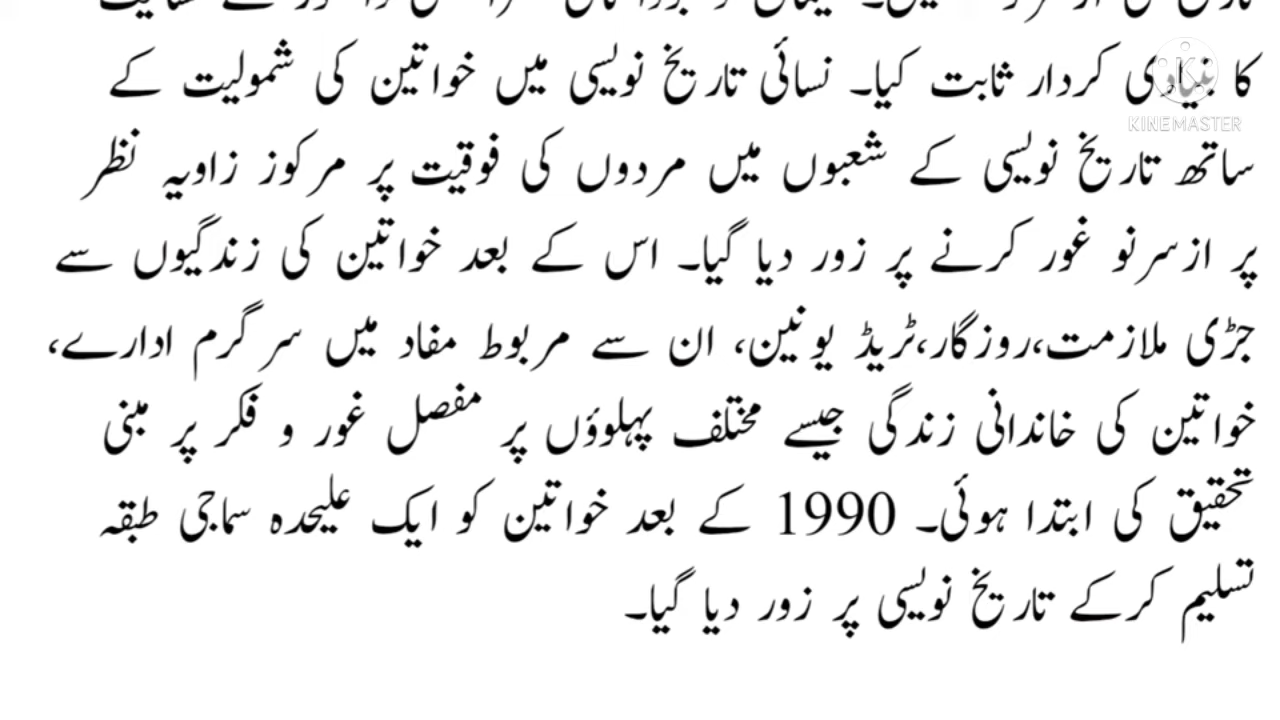 کا بنیادی کردار ثابت کیا۔ نسائی تاریخ نویسی میں خواتین کی شمولیت کے
ساتھ تاریخ نویسی کے شعبوں میں مردوں کی فوقیت پر مرکوز زاویہ نظر
پر ازسرنو غور کرنے پر زور دیا گیا۔ اس کے بعد خواتین کی زندگیوں سے
جڑی ملازمت،روزگار،ٹریڈ یونین، ان سے مربوط مفاد میں سرگرم ادارے،
خواتین کی خاندانی زندگی جیسے مختلف پہلوؤں پر مفصل غور و فکر پر مبنی
تحقیق کی ابتدا ہوئی۔ 1990 کے بعد خواتین کو ایک علیحدہ سماجی طبقہ
تسلیم کرکے تاریخ نویسی پر زور دیا گیا۔
KINEMASTER